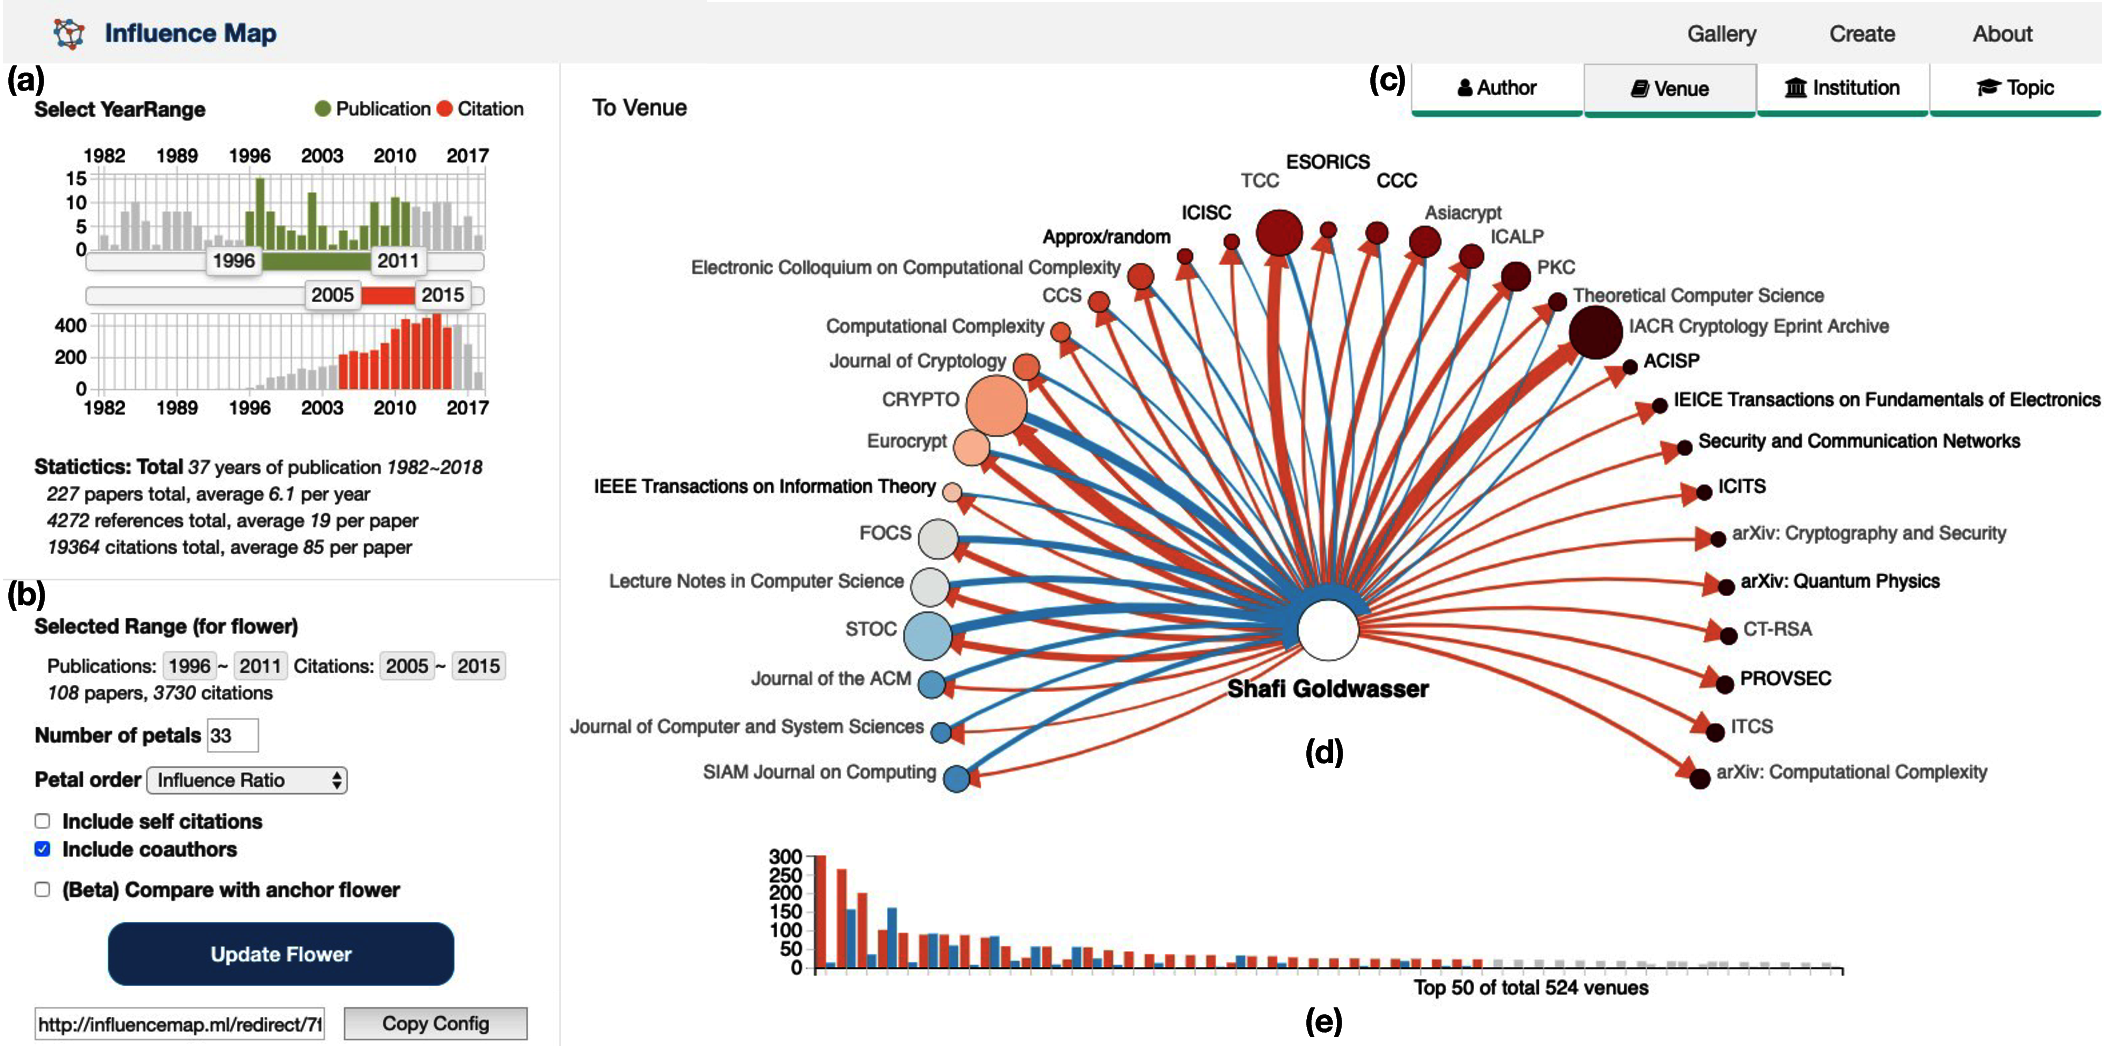 Influence Map
Gallery Create About
(a)
Select YearRange
Publication Citation
1982 1989 1996 2003 2010 2017
15
10
5
0
1996 2011
2005 2015
400
200
0
1982 1989 1996 2003 2010 2017
Statictics: Total 37 years of publication 1982~2018
227 papers total, average 6.1 per year
4272 references total, average 19 per paper
19364 citations total, average 85 per paper
(b)
Selected Range (for flower)
Publications: 1996 ~ 2011 Citations: 2005 ~ 2015
108 papers, 3730 citations
Number of petals 33
Petal order Influence Ratio
Include self citations
Include coauthors
(Beta) Compare with anchor flower
Update Flower
http://influencemap.ml/redirect/7f
Copy Config
(c)
Author Venue Institution Topic
To Venue
SIAM Journal on Computing
Journal of Computer and System Sciences
Journal of the ACM
STOC
Lecture Notes in Computer Science
FOCS
IEEE Transactions on Information Theory
Eurocrypt
CRYPTO
Journal of Cryptology
Computational Complexity
CCS
Electronic Colloquium on Computational Complexity
Approx/random
ICISC
TCC
ESORICS
CCC
Asiacrypt
ICALP
PKC
Theoretical Computer Science
IACR Cryptology Eprint Archive
ACISP
IEICE Transactions on Fundamentals of Electronics
Security and Communication Networks
ICITS
arXiv: Cryptography and Security
arXiv: Quantum Physics
CT-RSA
PROVSEC
ITCS
arXiv: Computational Complexity
Shafi Goldwasser
(d)
300
250
200
150
100
50
0
Top 50 of total 524 venues
(e)